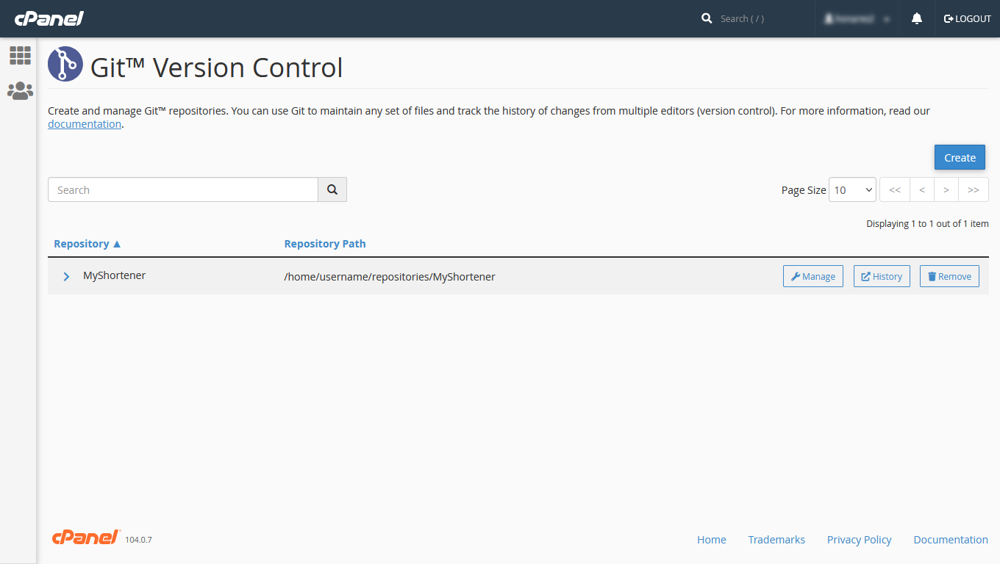 cPanel
Search ( / )
LOGOUT
Git™ Version Control
Create and manage Git™ repositories. You can use Git to maintain any set of files and track the history of changes from multiple editors (version control). For more information, read our
documentation.
Create
Search
Page Size 10 << < > >>
Displaying 1 to 1 out of 1 item
Repository ▲ Repository Path
MyShortener /home/username/repositories/MyShortener Manage History Remove
cPanel 104.0.7 Home Trademarks Privacy Policy Documentation